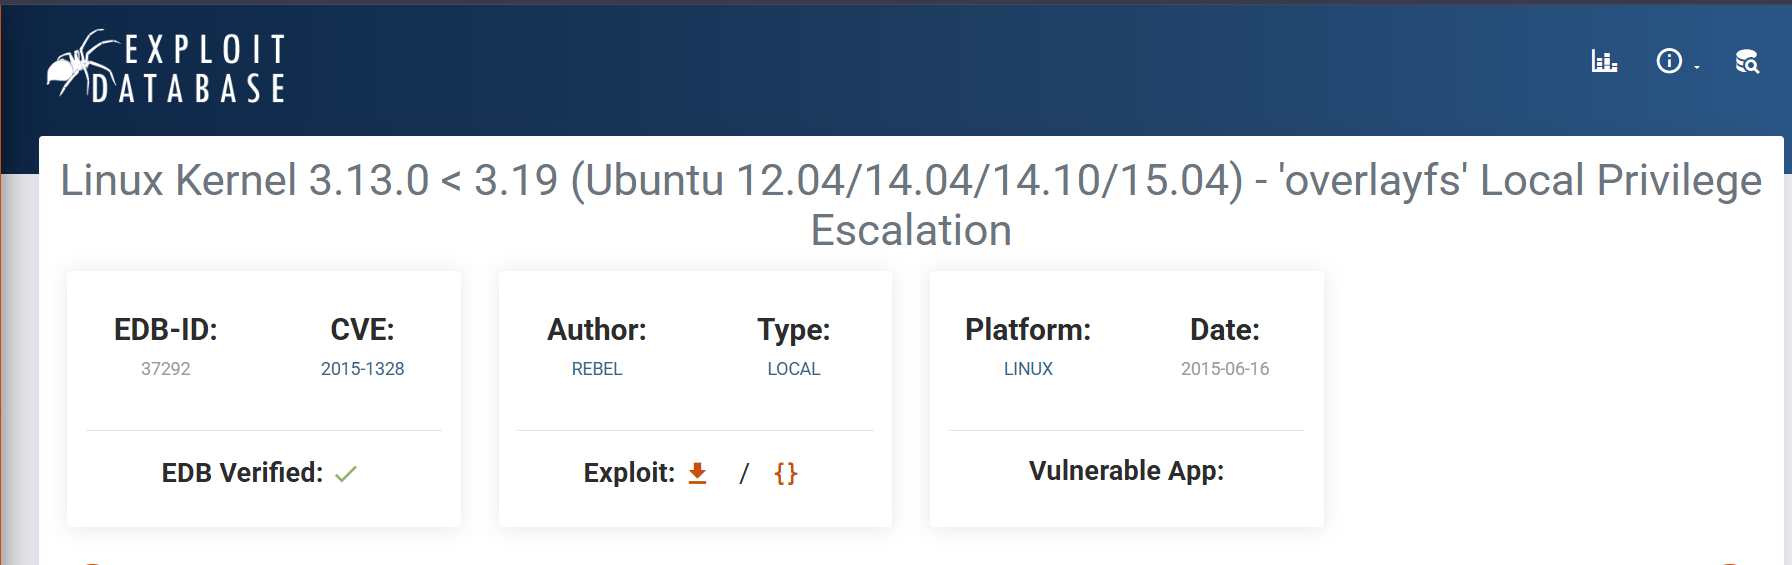 EXPLOIT
DATABASE
Linux Kernel 3.13.0 < 3.19 (Ubuntu 12.04/14.04/14.10/15.04) - 'overlayfs' Local Privilege
Escalation
EDB-ID:
37292
CVE:
2015-1328
EDB Verified:
Author:
REBEL
Type:
LOCAL
Exploit: / {}
Platform:
LINUX
Date:
2015-06-16
Vulnerable App: